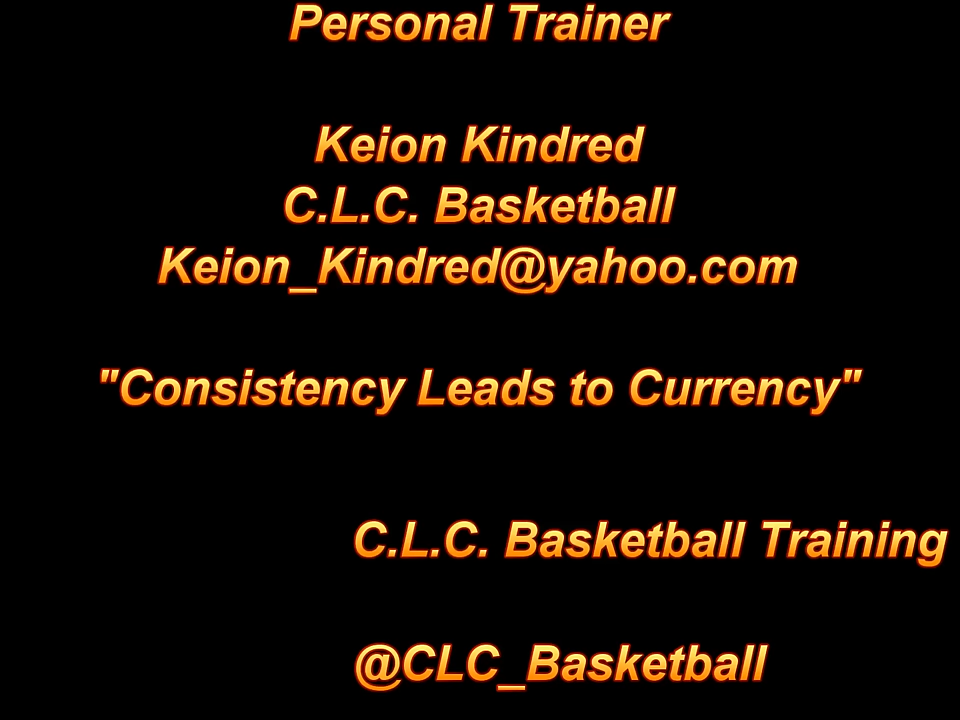 Personal Trainer
Keion Kindred
C.L.C. Basketball
Keion_Kindred@yahoo.com
"Consistency Leads to Currency"
C.L.C. Basketball Training
@CLC_Basketball